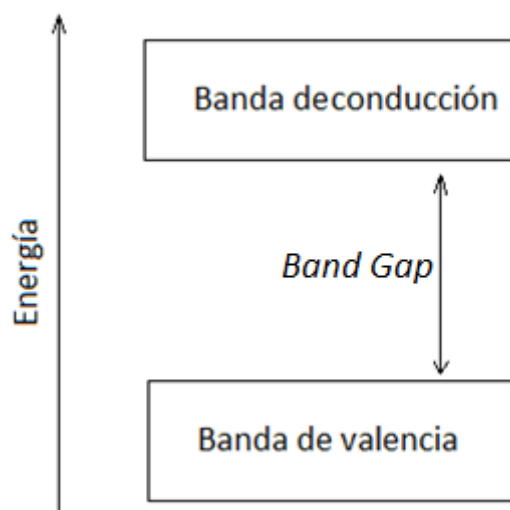 Banda deconducción
Energía
Band Gap
Banda de valencia